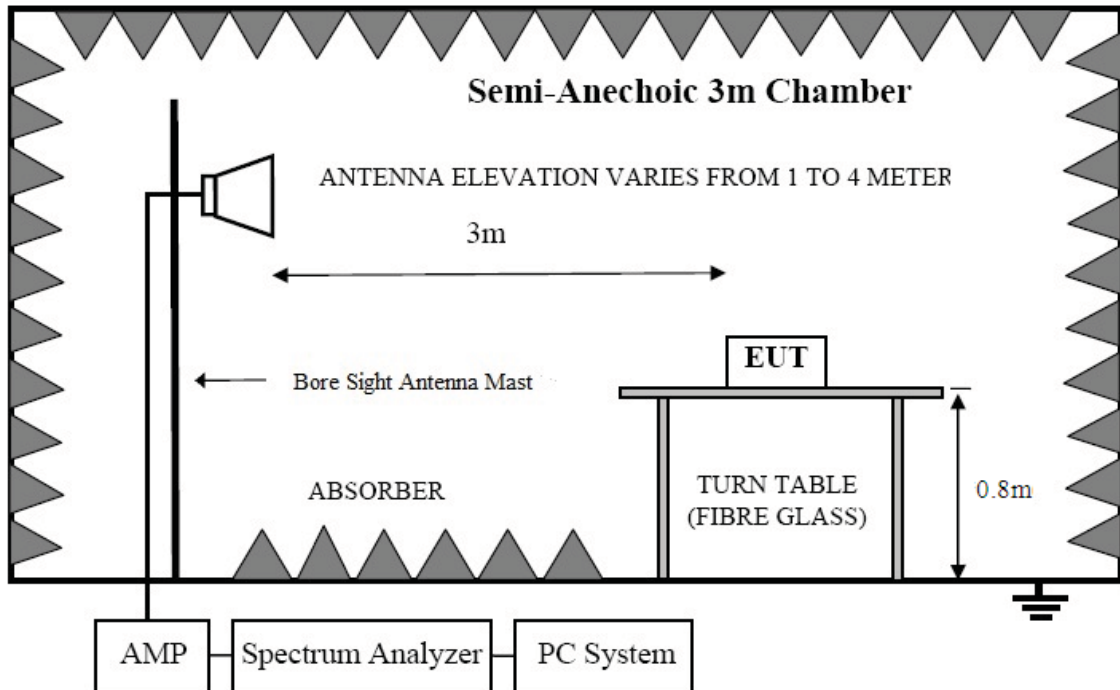 Semi-Anechoic 3m Chamber
ANTENNA ELEVATION VARIES FROM 1 TO 4 METER
3m
EUT
Bore Sight Antenna Mast
ABSORBER
TURN TABLE
(FIBRE GLASS)
0.8m
AMP
Spectrum Analyzer
PC System